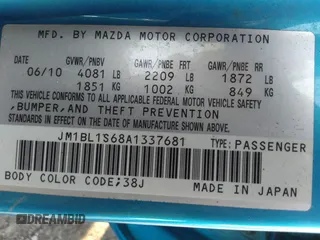 MFD. BY MAZDA MOTOR CORPORATION
GVWR/PNBV GAWR/PNBE FRT GAWR/PNBE RR
06/10 4081 LB 2209 LB 1872 LB
1851 KG 1002 KG 849 KG
THIS VEHICLE CONFORMS TO ALL APPLICABLE FEDERAL MOTOR VEHICLE SAFETY
,BUMPER,AND THEFT PREVENTION
STANDARDS IN EFFECT ON THE DATE OF MANUFACTURE SHOWN ABOVE.
JM1BL1S68A1337681 TYPE:PASSENGER
BODY COLOR CODE;38J MADE IN JAPAN
DREAMBID